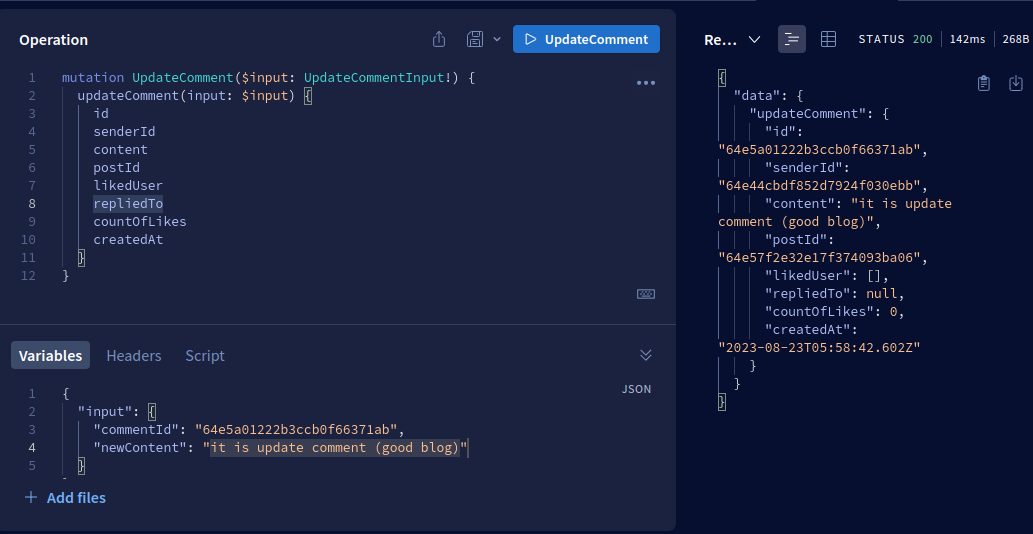 Operation
UpdateComment
1 mutation UpdateComment($input: UpdateCommentInput!) {
2 updateComment(input: $input) {
3 id
4 senderId
5 content
6 postId
7 likedUser
8 repliedTo
9 countOfLikes
10 createdAt
11 }
12 }
Variables Headers Script
JSON
1 {
2 "input": {
3 "commentId": "64e5a01222b3ccb0f66371ab",
4 "newContent": "it is update comment (good blog)"
5 }
+ Add files
Re... STATUS 200 142ms 268B
{
"data": {
"updateComment": {
"id":
"64e5a01222b3ccb0f66371ab",
"senderId":
"64e44cbdf852d7924f030ebb",
"content": "it is update
comment (good blog)",
"postId":
"64e57f2e32e17f374093ba06",
"likedUser": [],
"repliedTo": null,
"countOfLikes": 0,
"createdAt":
"2023-08-23T05:58:42.602Z"
}
}
}